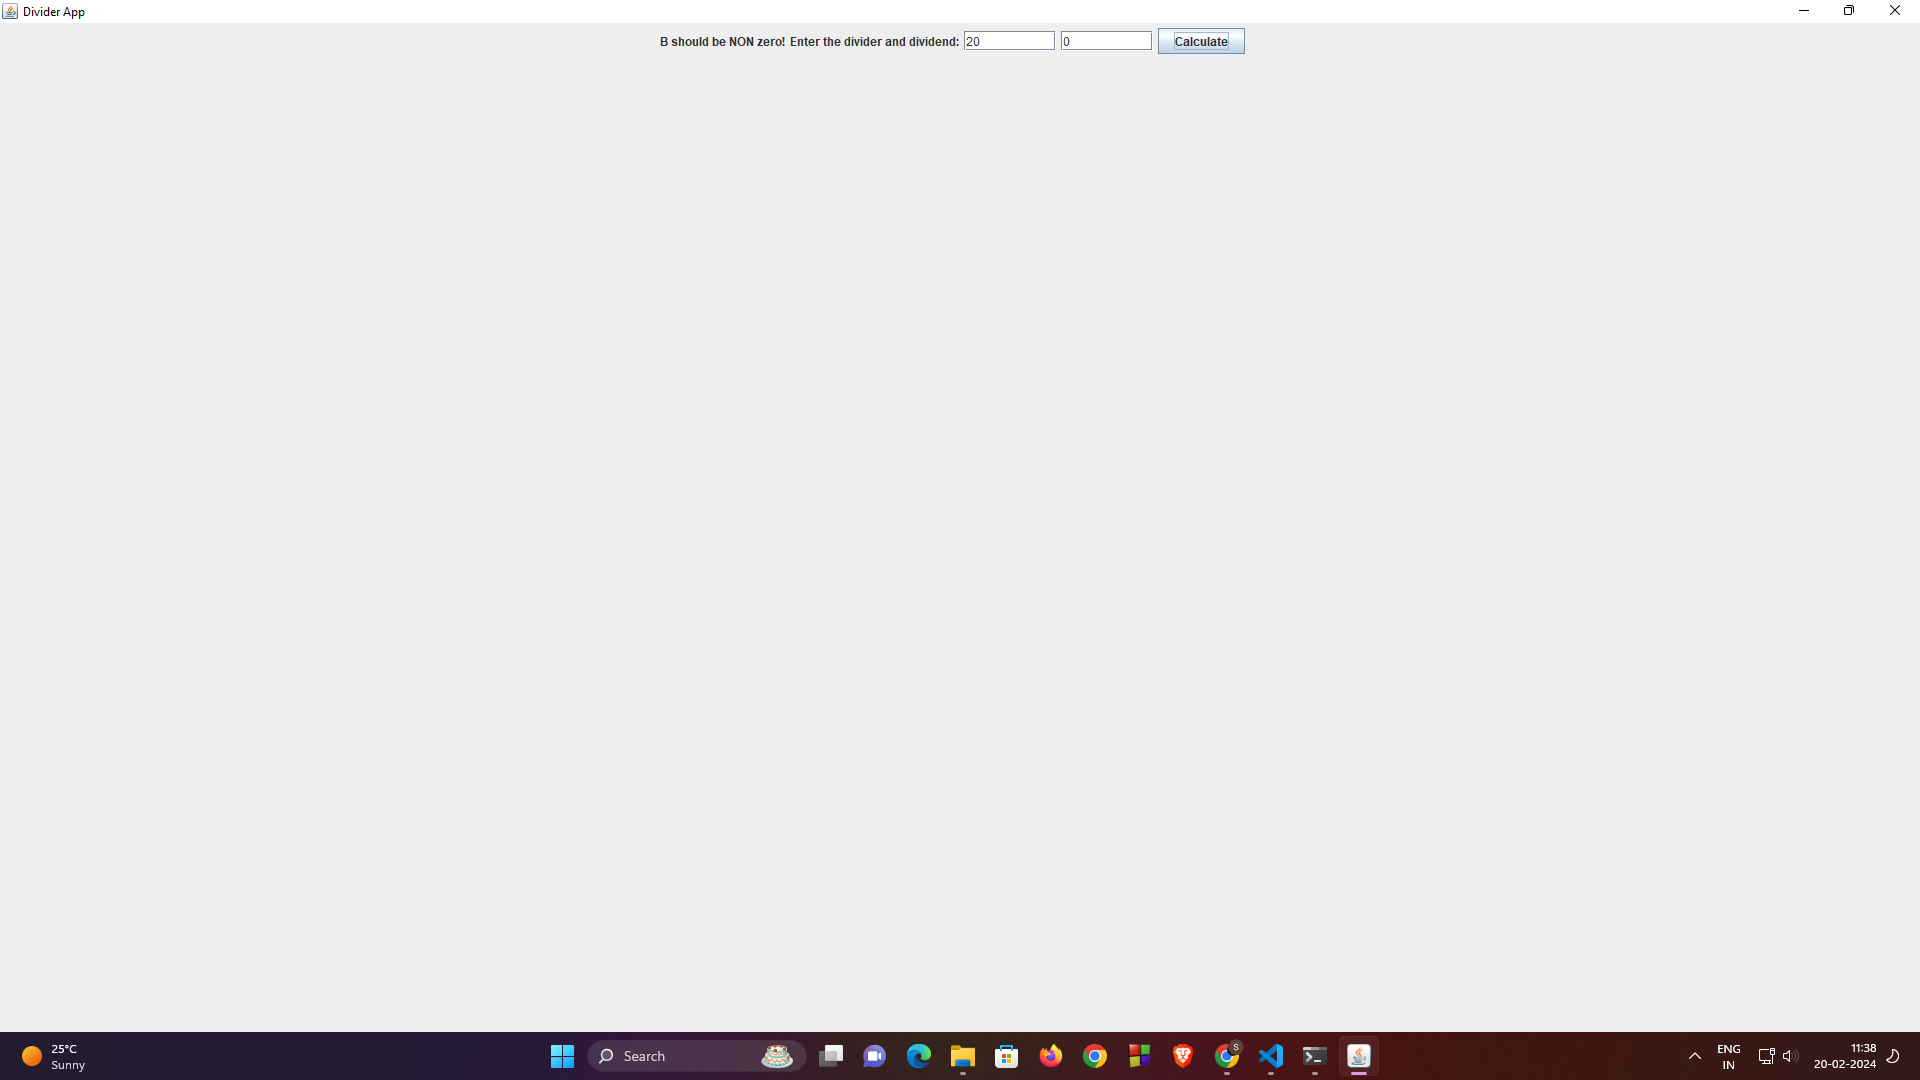 Divider App
B should be NON zero! Enter the divider and dividend: 20 0 Calculate
25°C
Sunny
Search
S
ENG
IN
11:38
20-02-2024